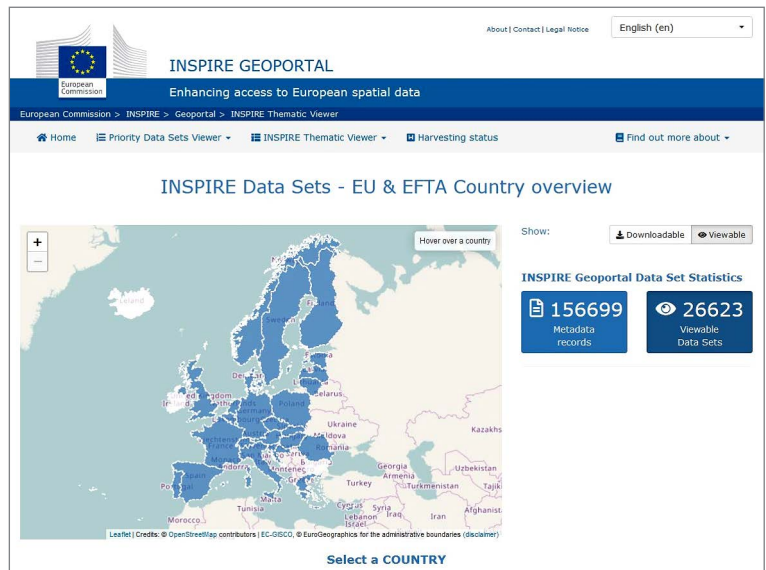 About | Contact | Legal Notice
English (en)
European
Commission
INSPIRE GEOPORTAL
Enhancing access to European spatial data
European Commission > INSPIRE > Geoportal > INSPIRE Thematic Viewer
Home
Priority Data Sets Viewer
INSPIRE Thematic Viewer
Harvesting status
Find out more about
INSPIRE Data Sets - EU & EFTA Country overview
+
−
Hover over a country
Show:
Downloadable
Viewable
INSPIRE Geoportal Data Set Statistics
156699
Metadata
records
26623
Viewable
Data Sets
Iceland
Sweden
Finland
Poland
Ukraine
Kazakhs
Romania
Georgia
Armenia
Uzbekistan
Turkmenistan
Tajik
Turkey
Spain
Portugal
France
Malta
Tunisia
Morocco
Cyprus
Syria
Lebanon
Israel
Iraq
Iran
Afghanist
Leaflet | Credits: © OpenStreetMap contributors | EC-GISCO, © EuroGeographics for the administrative boundaries (disclaimer)
Select a COUNTRY